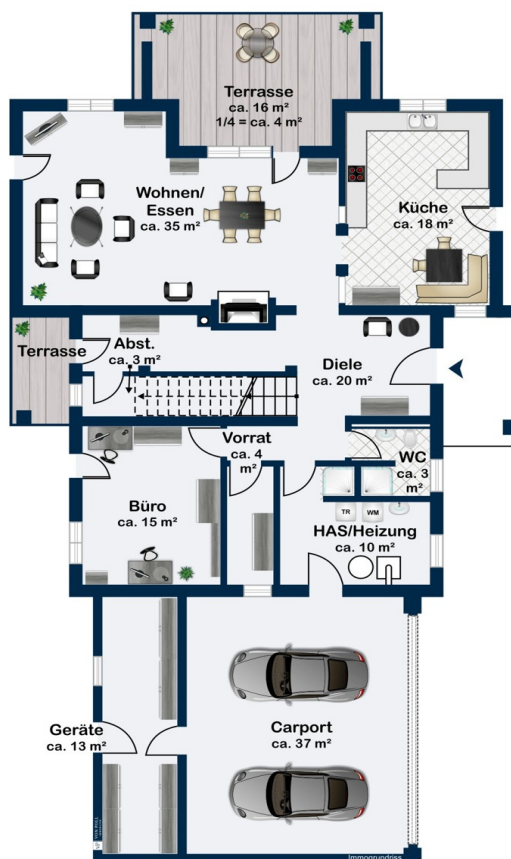 Terrasse
ca. 16 m²
1/4 = ca. 4 m²
Wohnen/
Essen
ca. 35 m²
Küche
ca. 18 m²
Terrasse
Abst.
ca. 3 m²
Diele
ca. 20 m²
Vorrat
ca. 4
m²
WC
ca. 3
m²
Büro
ca. 15 m²
TR
WM
HAS/Heizung
ca. 10 m²
Geräte
ca. 13 m²
Carport
ca. 37 m²
VON POLL
Immogrundriss